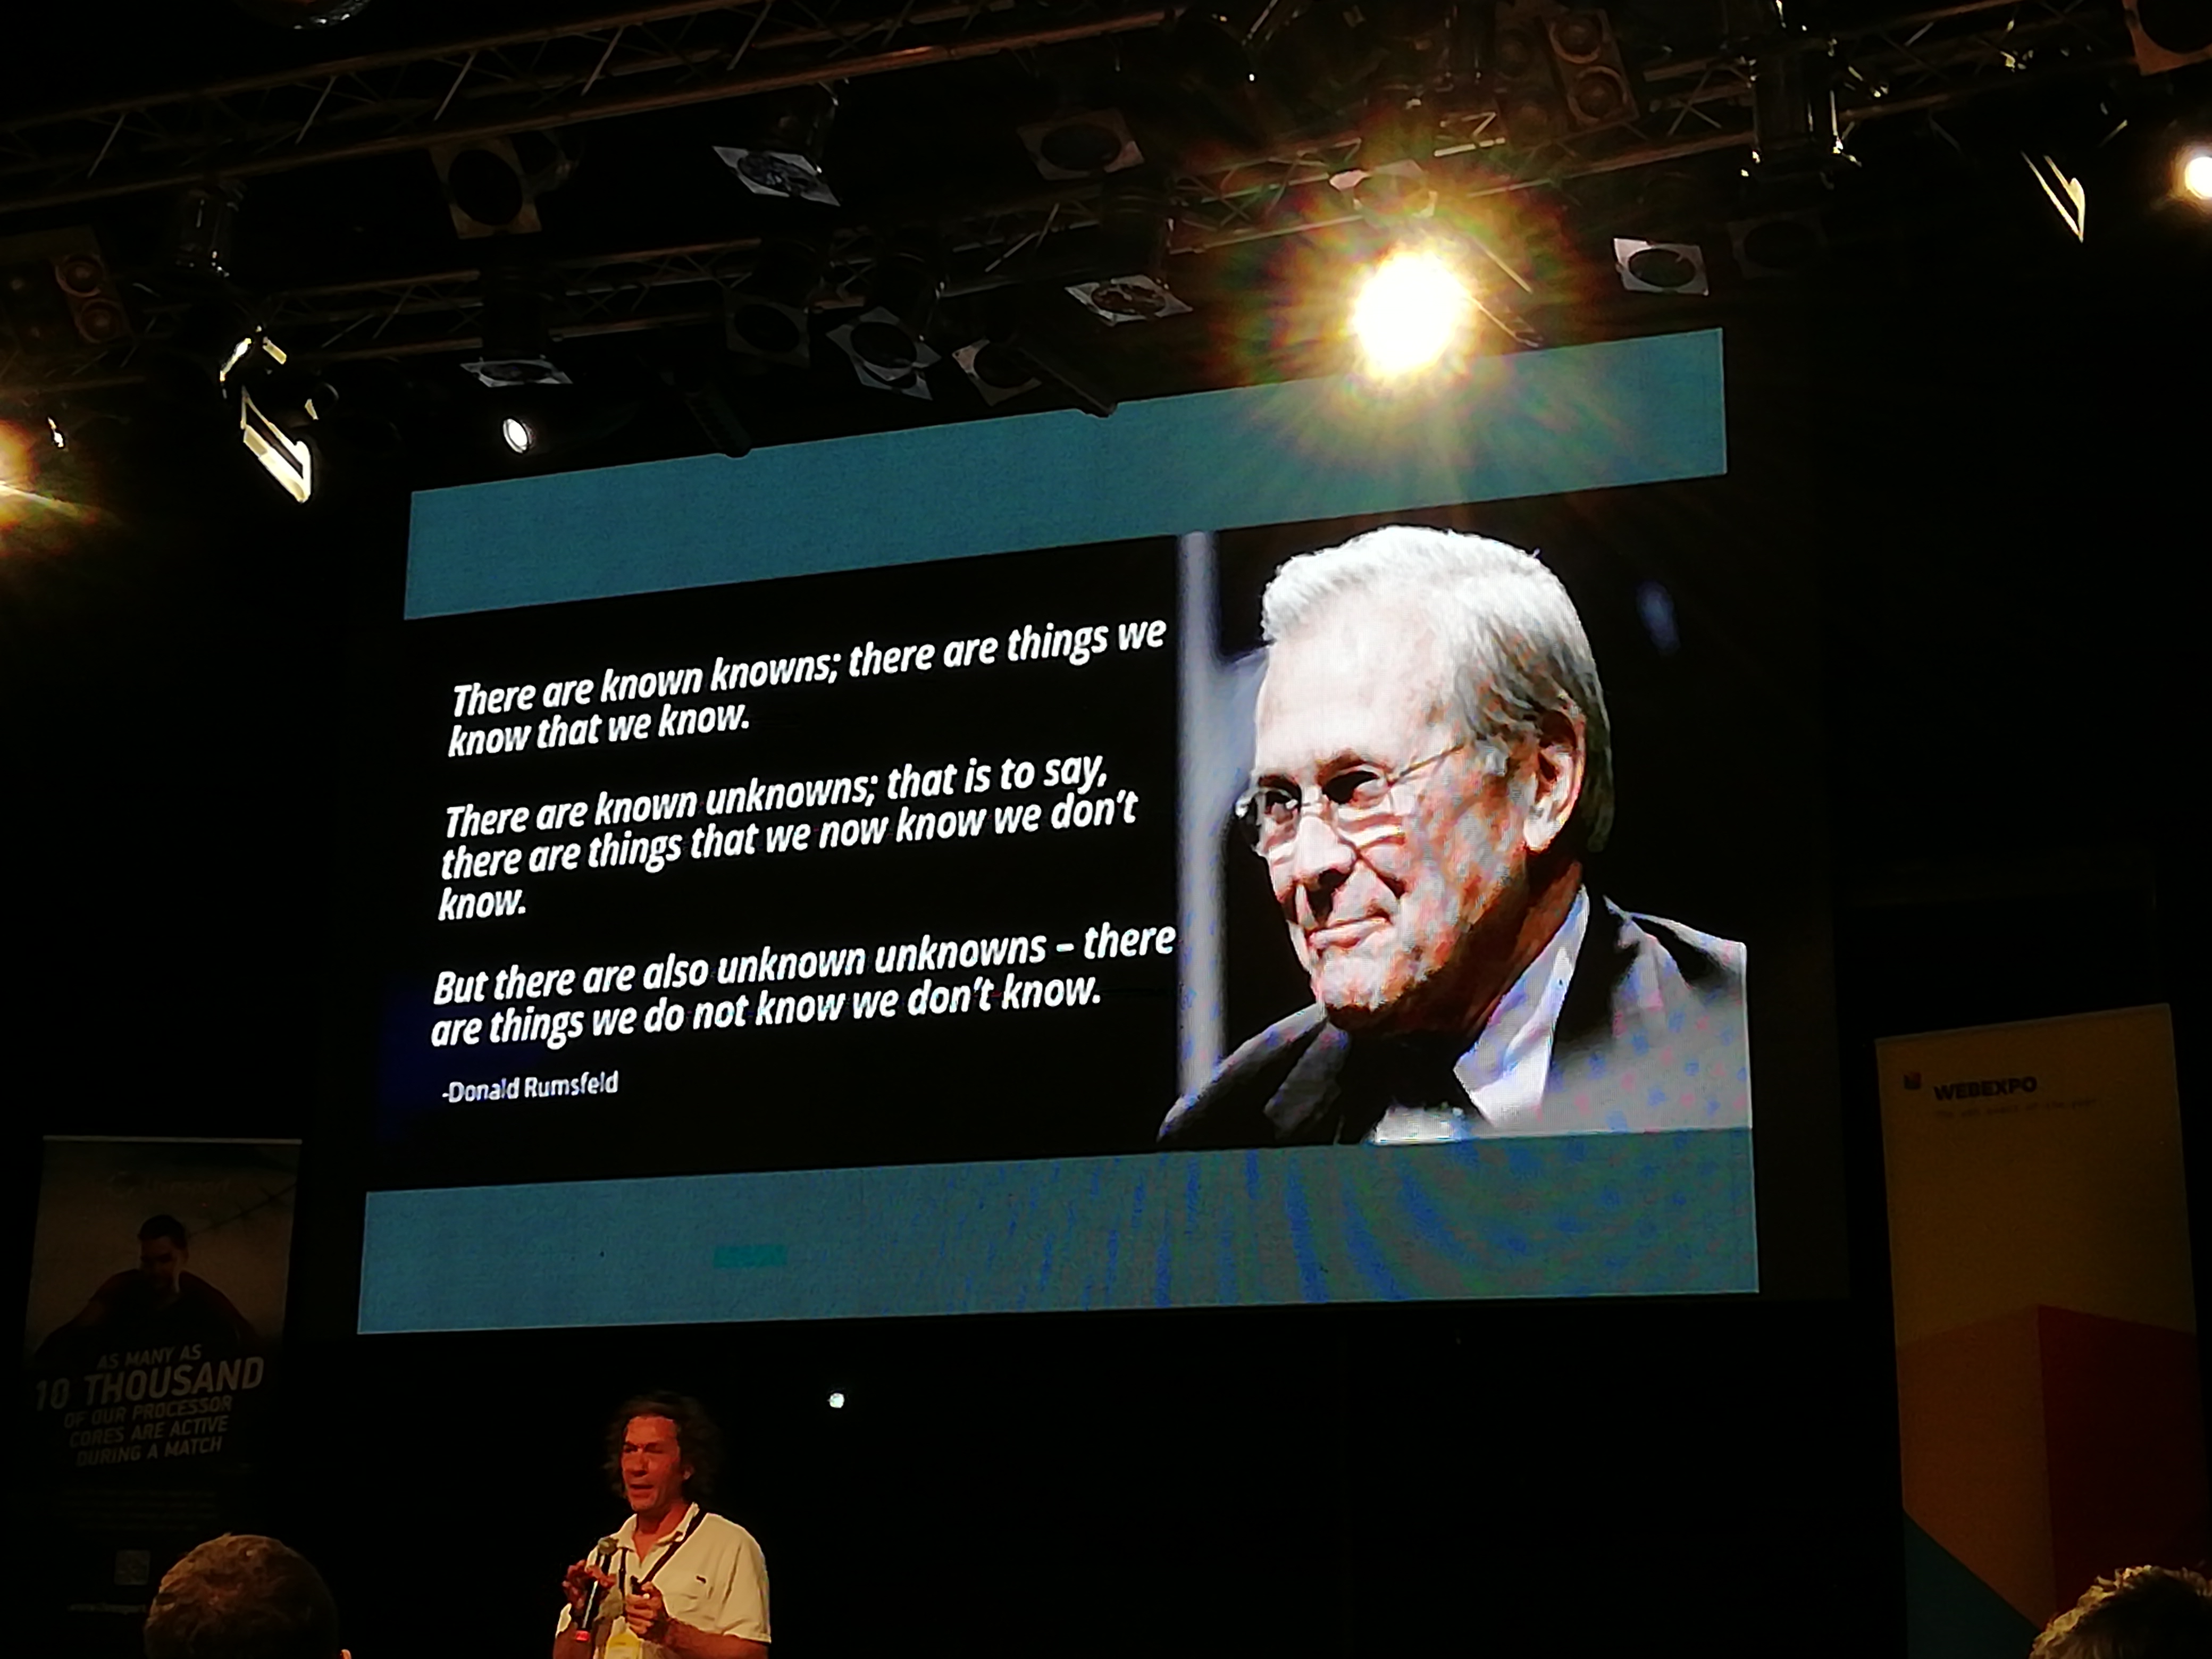 There are known knowns; there are things we
know that we know.
There are known unknowns; that is to say,
there are things that we now know we don't
know.
But there are also unknown unknowns – there
are things we do not know we don't know.
-Donald Rumsfeld
WEBEXPO
AS MANY AS
10 THOUSAND
OF OUR PROCESSOR
CORES ARE ACTIVE
DURING A MATCH